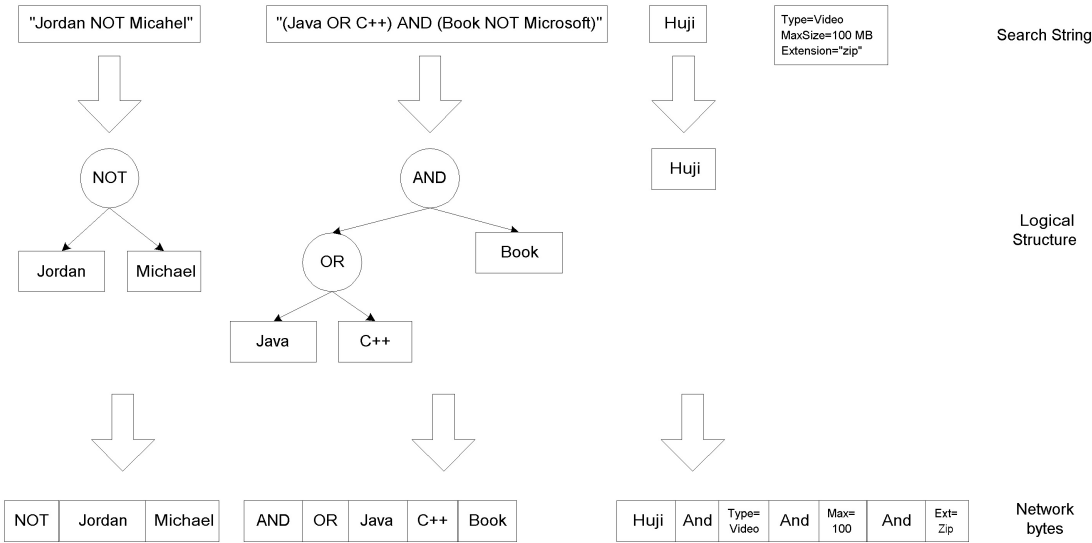 "Jordan NOT Micahel"
"(Java OR C++) AND (Book NOT Microsoft)"
Huji
Type=Video
MaxSize=100 MB
Extension="zip"
Search String
NOT
AND
Huji
Jordan
Michael
OR
Book
Logical
Structure
Java
C++
NOT
Jordan
Michael
AND
OR
Java
C++
Book
Huji
And
Type=
Video
And
Max=
100
And
Ext=
Zip
Network
bytes